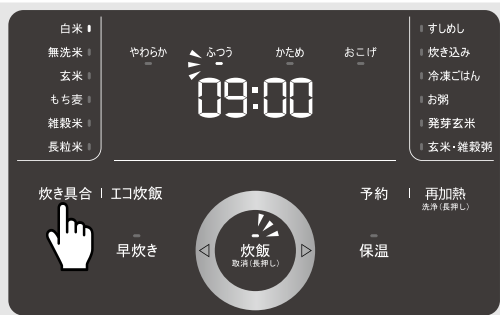 白米
無洗米
玄米
もち麦
雑穀米
長粒米
やわらか ふつう かため おこげ
09:00
すしめし
炊き込み
冷凍ごはん
お粥
発芽玄米
玄米・雑穀粥
炊き具合 エコ炊飯
予約 再加熱
洗浄(長押し)
早炊き
炊飯
取消(長押し)
保温